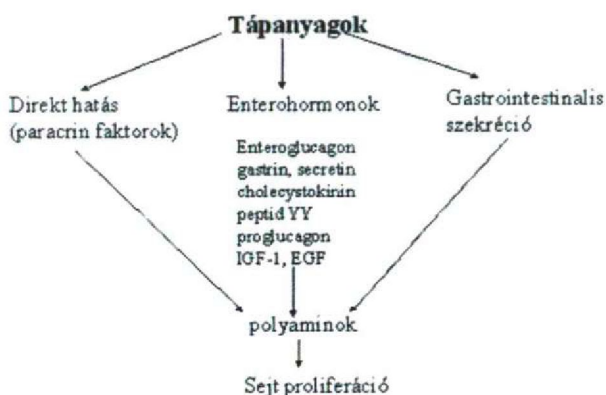 Tápanyagok
Direkt hatás
(paracrin faktorok)
Enterohormonok
Gastrointestinalis
szekréció
Enteroglucagon
gastrin, secretin
cholecystokinin
peptid YY
proglucagon
IGF-1, EGF
polyaminok
Sejt proliferáció